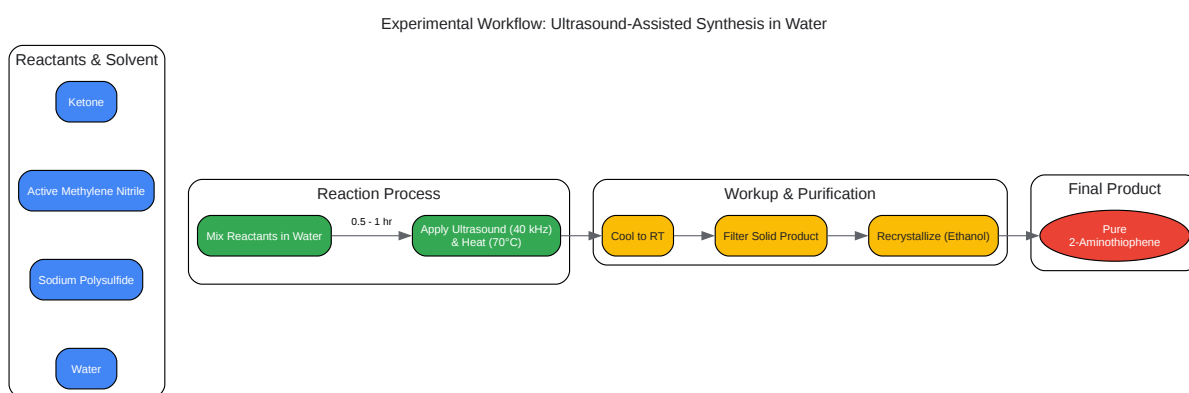 Experimental Workflow: Ultrasound-Assisted Synthesis in Water
Reactants & Solvent
Ketone
Active Methylene Nitrile
Sodium Polysulfide
Water
Reaction Process
Mix Reactants in Water
0.5 - 1 hr
Apply Ultrasound (40 kHz)
& Heat (70°C)
Workup & Purification
Cool to RT
Filter Solid Product
Recrystallize (Ethanol)
Final Product
Pure
2-Aminothiophene